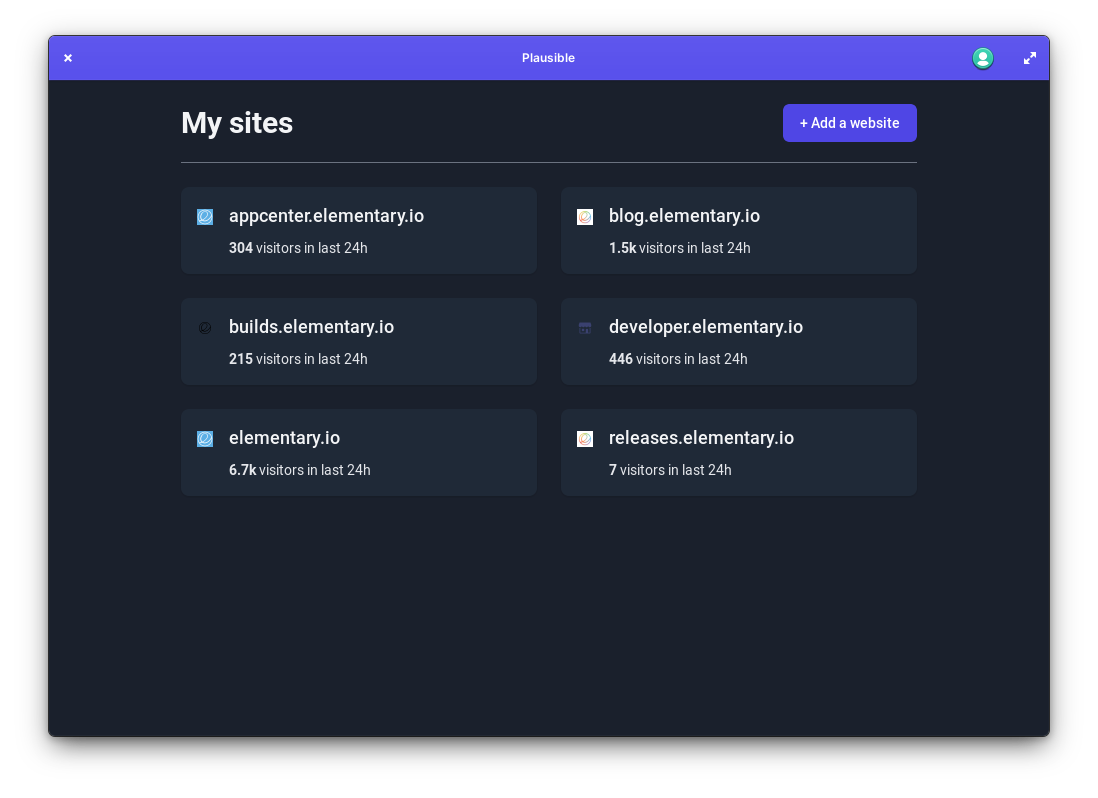 Plausible
My sites
+ Add a website
appcenter.elementary.io
304 visitors in last 24h
blog.elementary.io
1.5k visitors in last 24h
builds.elementary.io
215 visitors in last 24h
developer.elementary.io
446 visitors in last 24h
elementary.io
6.7k visitors in last 24h
releases.elementary.io
7 visitors in last 24h